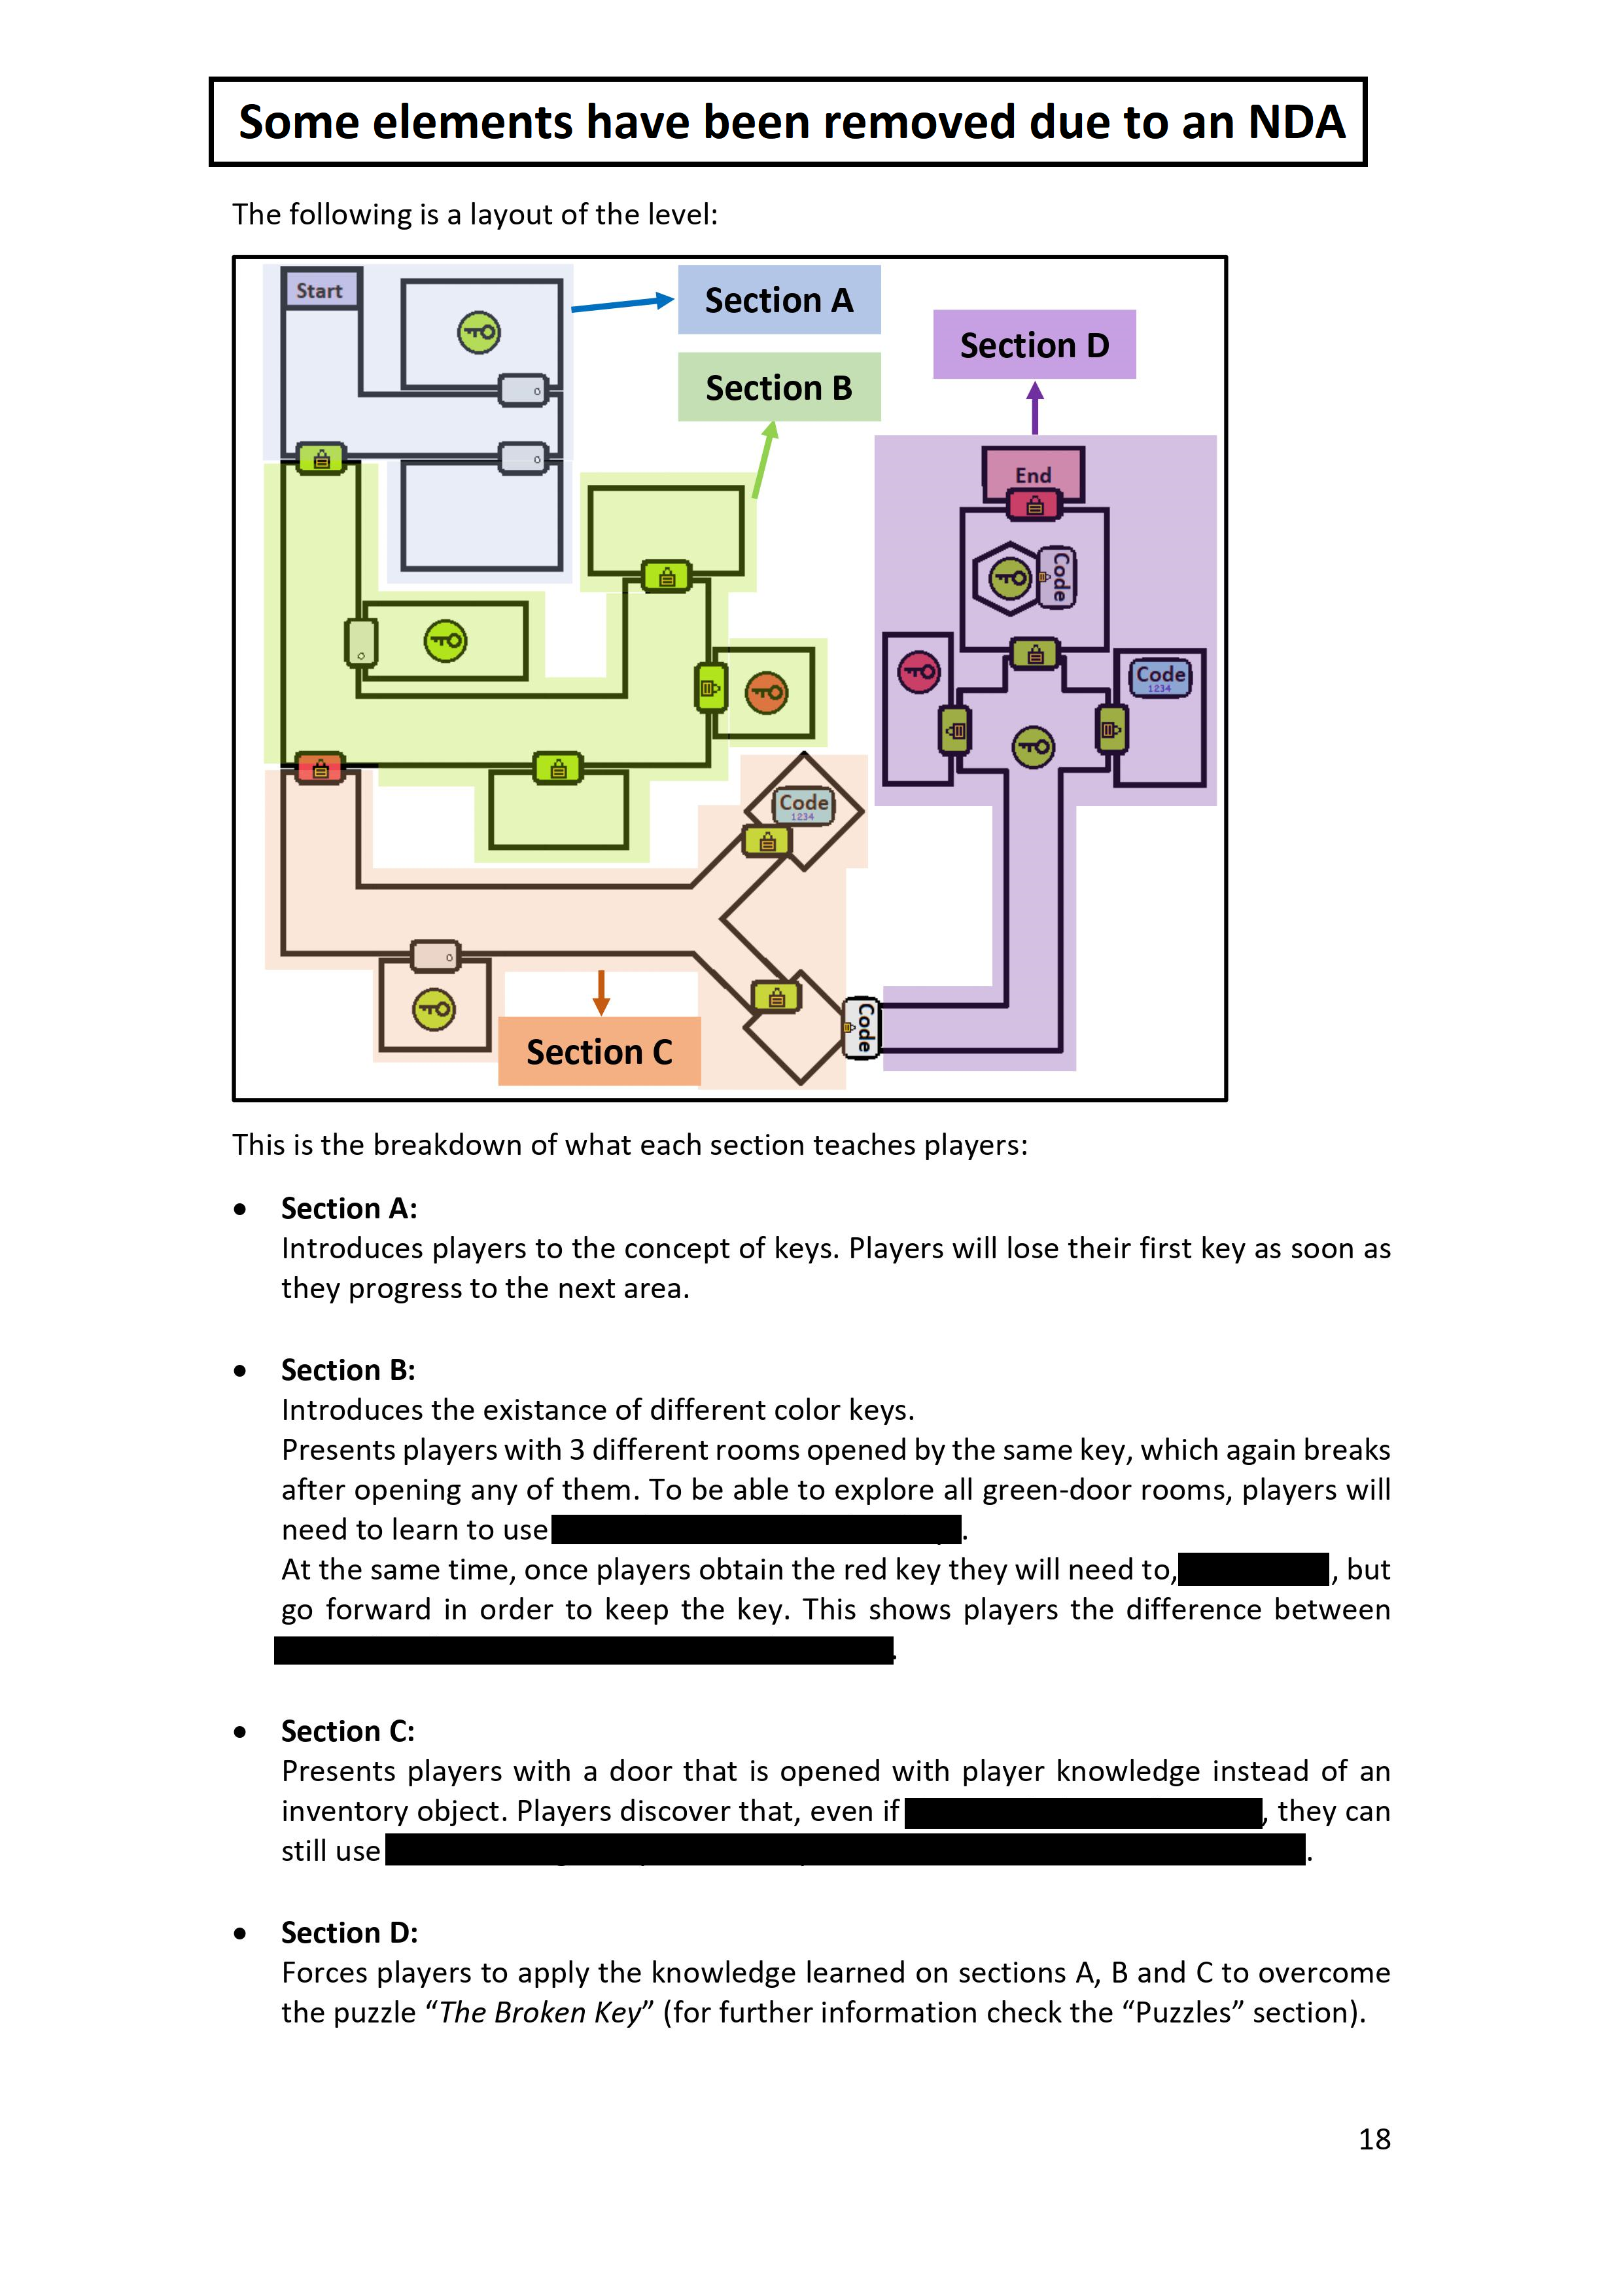 Some elements have been removed due to an NDA
The following is a layout of the level:
Start
Section A
Section B
Section D
End
Code
Code
1234
Code
1234
Code
Section C
This is the breakdown of what each section teaches players:
• Section A:
Introduces players to the concept of keys. Players will lose their first key as soon as
they progress to the next area.
• Section B:
Introduces the existance of different color keys.
Presents players with 3 different rooms opened by the same key, which again breaks
after opening any of them. To be able to explore all green-door rooms, players will
need to learn to use .
At the same time, once players obtain the red key they will need to, , but
go forward in order to keep the key. This shows players the difference between
.
• Section C:
Presents players with a door that is opened with player knowledge instead of an
inventory object. Players discover that, even if , they can
still use .
• Section D:
Forces players to apply the knowledge learned on sections A, B and C to overcome
the puzzle “The Broken Key” (for further information check the “Puzzles” section).
18